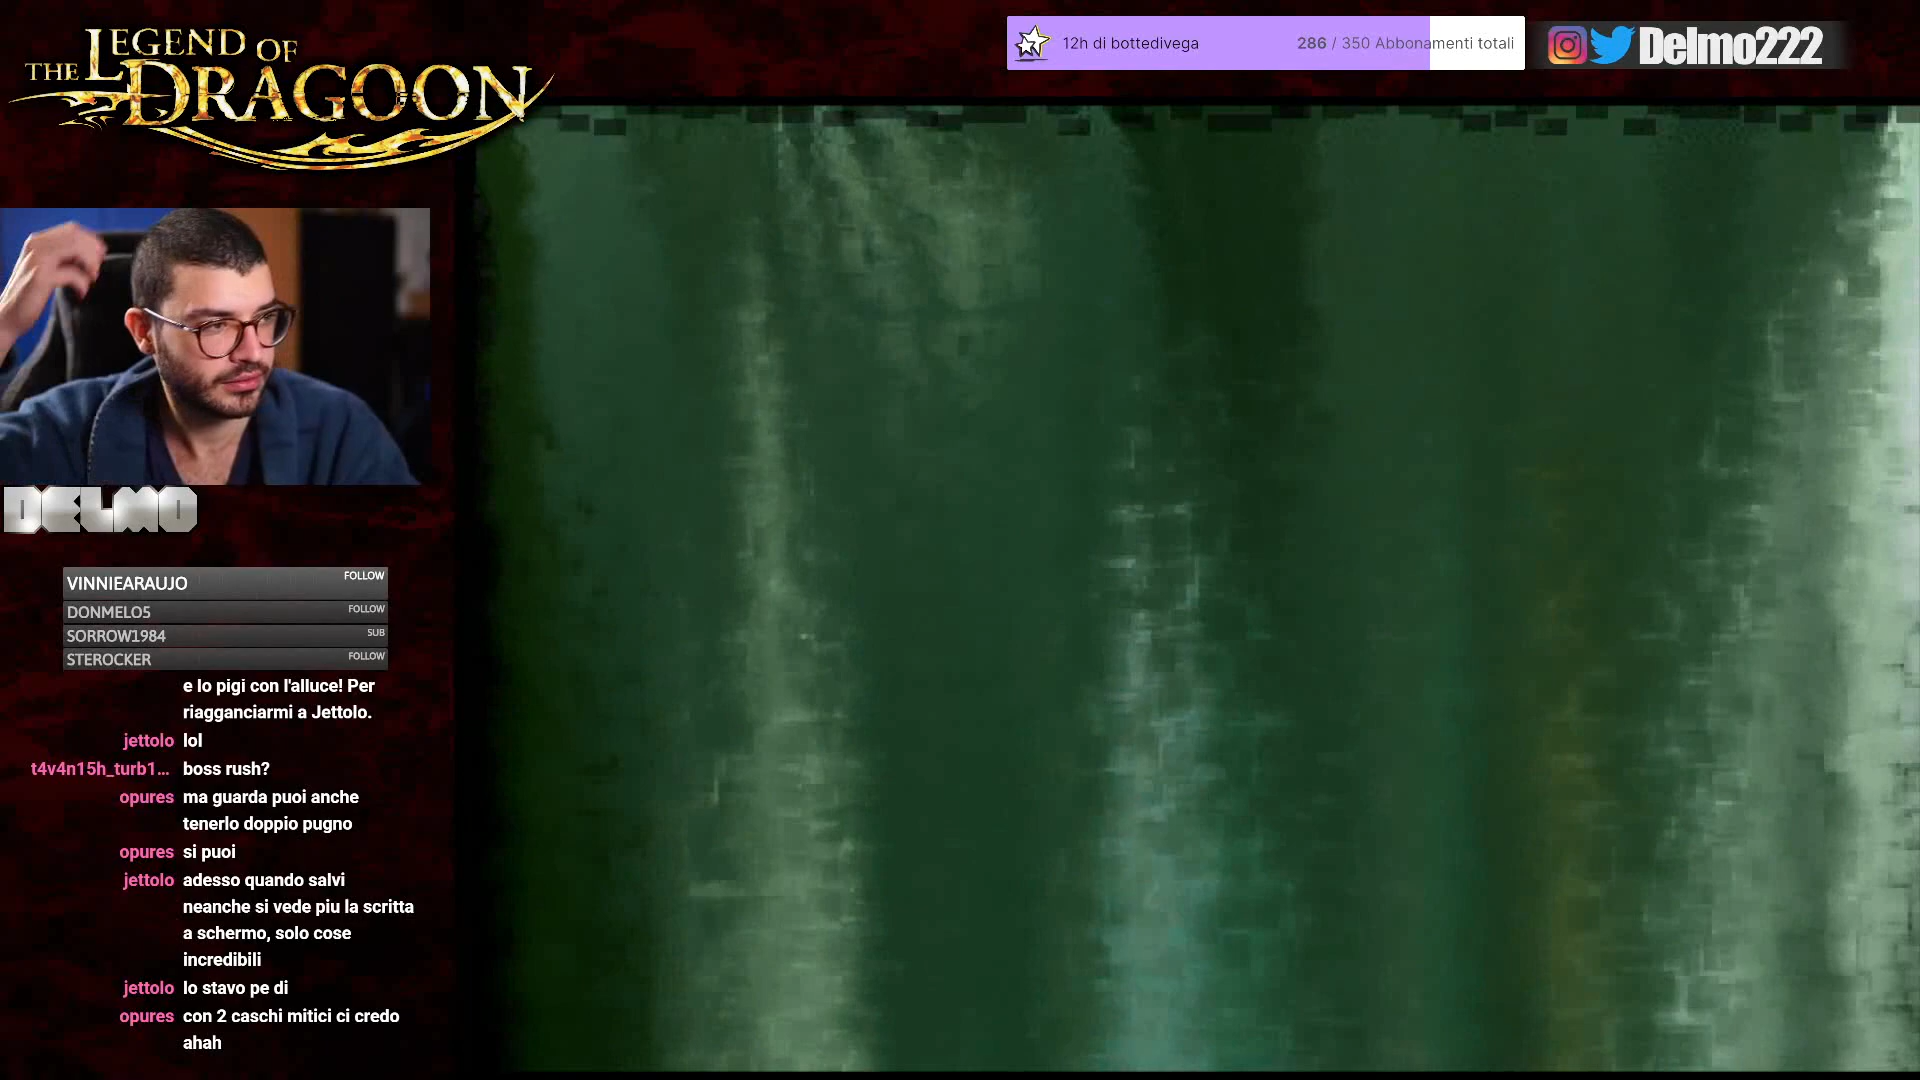 THE LEGEND OF
DRAGOON
12h di bottedivega 286 / 350 Abbonamenti totali
Delmo222
DELMO
VINNIEARAUJO FOLLOW
DONMELO5 FOLLOW
SORROW1984 SUB
STEROCKER FOLLOW
e lo pigi con l'alluce! Per
riagganciarmi a Jettolo.
jettolo lol
t4v4n15h_turb1... boss rush?
opures ma guarda puoi anche
tenerlo doppio pugno
opures si puoi
jettolo adesso quando salvi
neanche si vede piu la scritta
a schermo, solo cose
incredibili
jettolo lo stavo pe di
opures con 2 caschi mitici ci credo
ahah